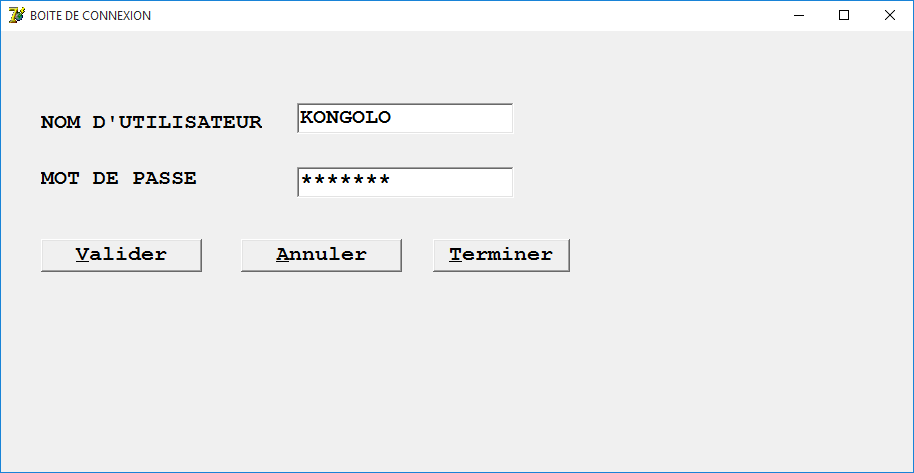 BOITE DE CONNEXION
NOM D'UTILISATEUR KONGOLO
MOT DE PASSE *******
Valider Annuler Terminer